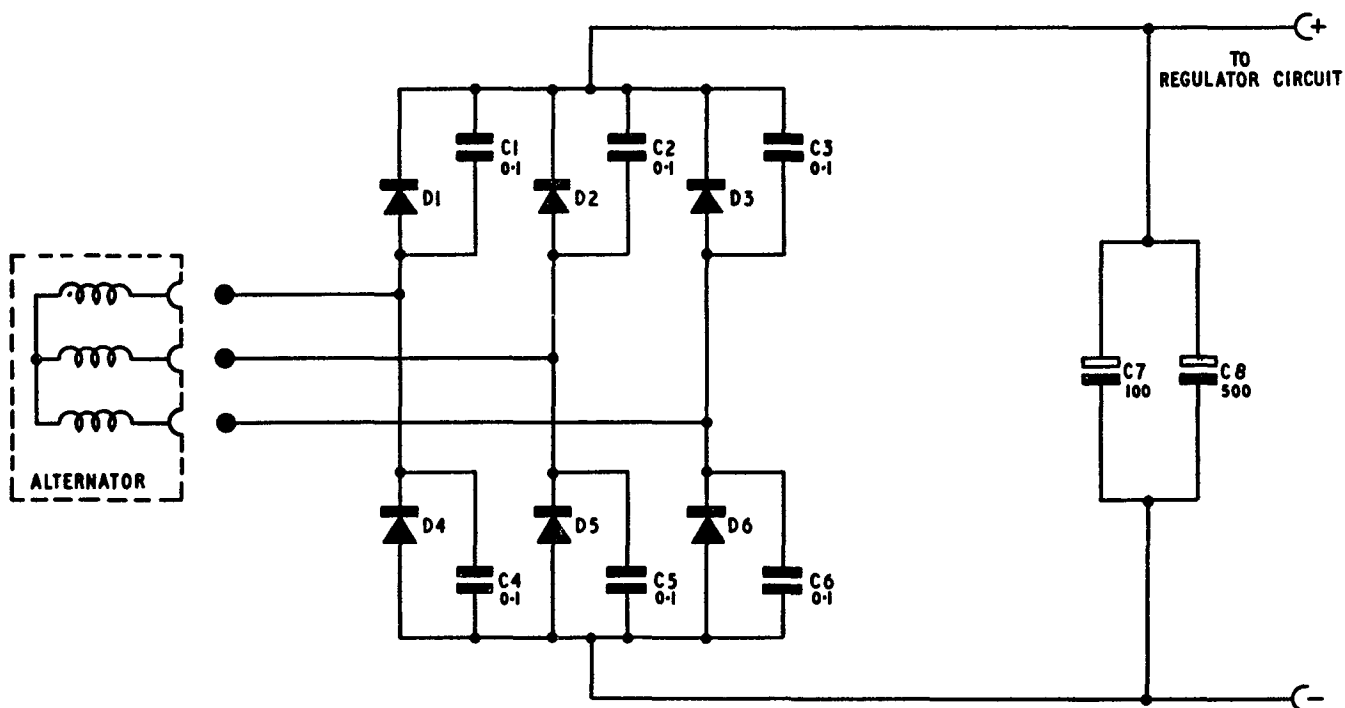 +
TO
REGULATOR CIRCUIT
C1
0·1
C2
0·1
C3
0·1
D1
D2
D3
C7
100
C8
500
ALTERNATOR
D4
D5
D6
C4
0·1
C5
0·1
C6
0·1
−